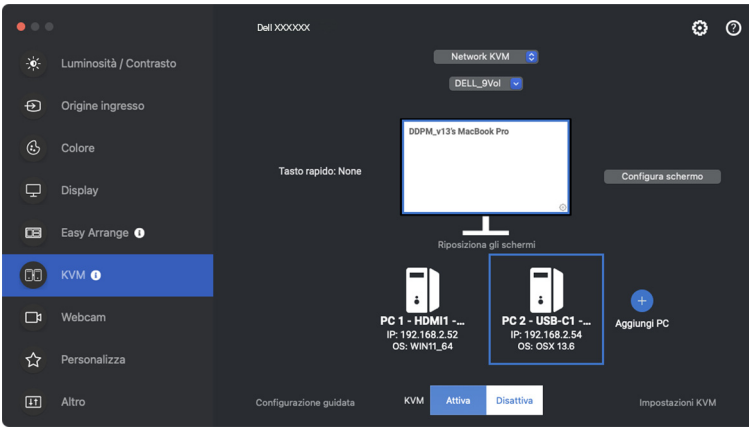 Dell XXXXXX
Luminosità / Contrasto
Origine ingresso
Colore
Display
Easy Arrange
KVM
Webcam
Personalizza
Altro
Network KVM
DELL_9Vol
DDPM_v13's MacBook Pro
Tasto rapido: None
Configura schermo
Riposiziona gli schermi
PC 1 - HDMI1 -...
IP: 192.168.2.52
OS: WIN11_64
PC 2 - USB-C1 -...
IP: 192.168.2.54
OS: OSX 13.6
Aggiungi PC
Configurazione guidata
KVM
Attiva
Disattiva
Impostazioni KVM